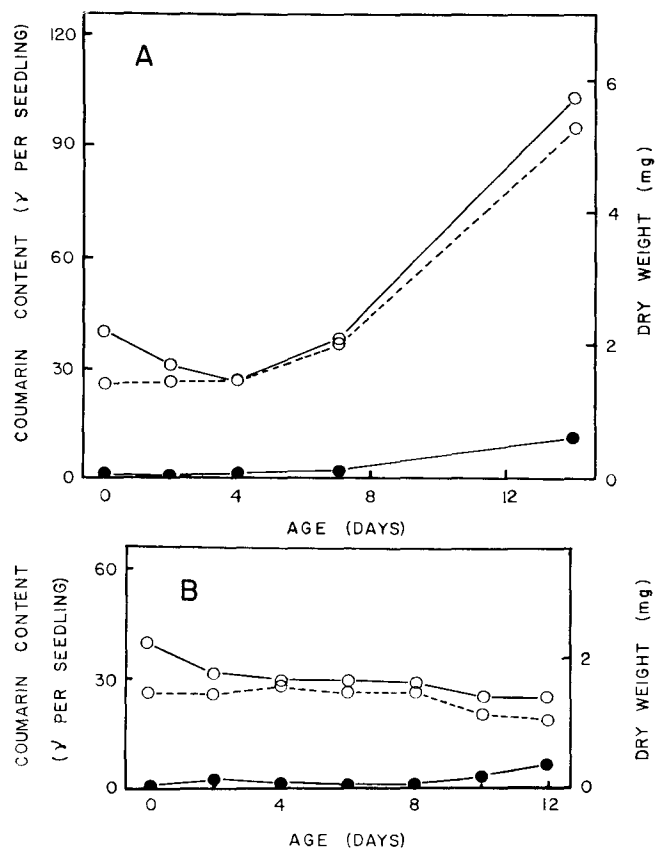 A
COUMARIN CONTENT (γ PER SEEDLING)
120
90
60
30
0
DRY WEIGHT (mg)
6
4
2
0
0 4 8 12
AGE (DAYS)
B
COUMARIN CONTENT
(γ PER SEEDLING)
60
30
0
DRY WEIGHT (mg)
2
0
0 4 6 8 12
AGE (DAYS)